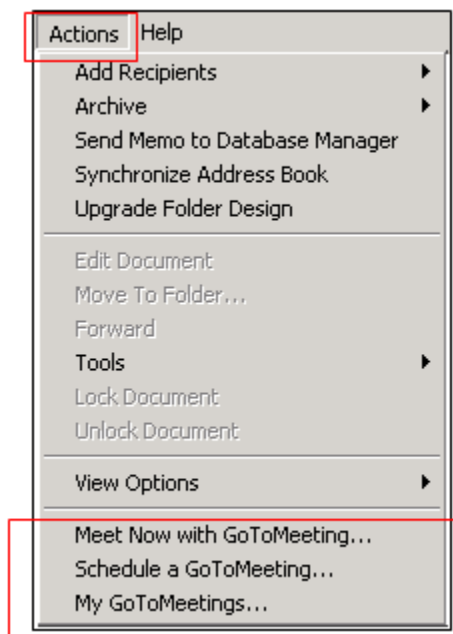 Actions Help
Add Recipients
Archive
Send Memo to Database Manager
Synchronize Address Book
Upgrade Folder Design
Edit Document
Move To Folder...
Forward
Tools
Lock Document
Unlock Document
View Options
Meet Now with GoToMeeting...
Schedule a GoToMeeting...
My GoToMeetings...